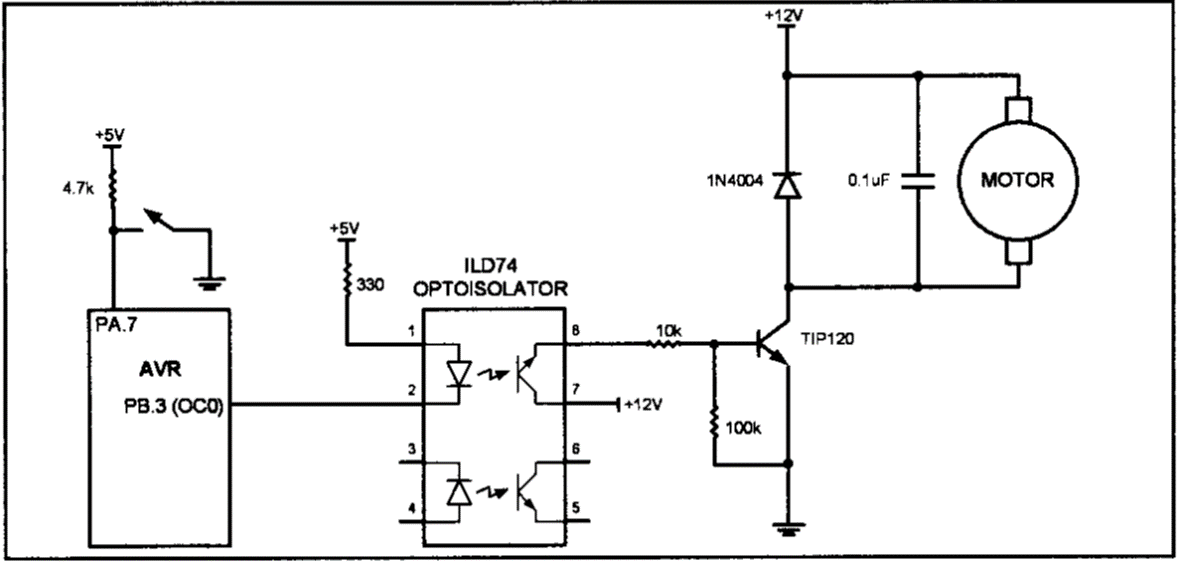 +12V
+5V
4.7k
1N4004
0.1uF
MOTOR
+5V
330
ILD74
OPTOISOLATOR
PA.7
1
8
10k
TIP120
AVR
2
7
PB.3 (OC0)
+12V
100k
3
6
4
5